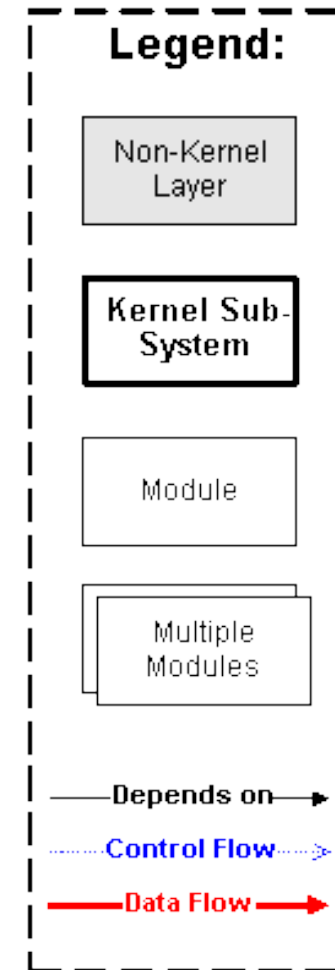 Legend:
Non-Kernel
Layer
Kernel Sub-
System
Module
Multiple
Modules
Depends on
Control Flow
Data Flow